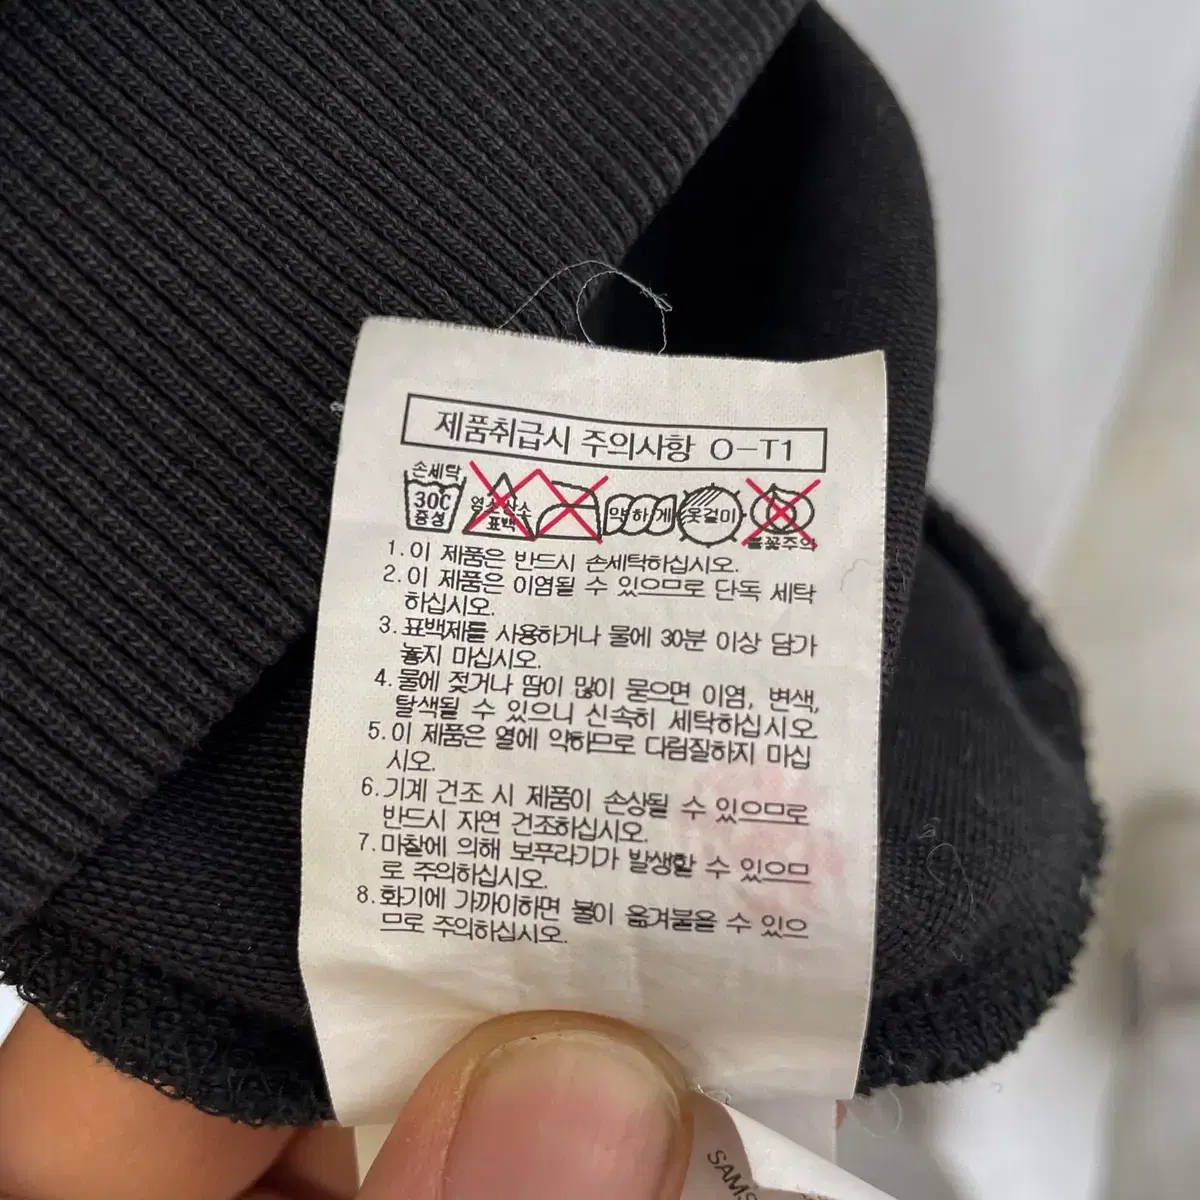 제품취급시 주의사항 O-T1
손세탁
30C
중성
염소산소
표백
약하게
옷걸이
불꽃주의
1.이 제품은 반드시 손세탁하십시오.
2.이 제품은 이염될 수 있으므로 단독 세탁
하십시오.
3.표백제를 사용하거나 물에 30분 이상 담가
놓지 마십시오.
4.물에 젖거나 땀이 많이 묻으면 이염, 변색,
탈색될 수 있으니 신속히 세탁하십시오
5.이 제품은 열에 약하므로 다림질하지 마십
시오.
6.기계 건조 시 제품이 손상될 수 있으므로
반드시 자연 건조하십시오.
7.마찰에 의해 보푸라기가 발생할 수 있으므
로 주의하십시오.
8.화기에 가까이하면 불이 옮겨붙을 수 있으
므로 주의하십시오.